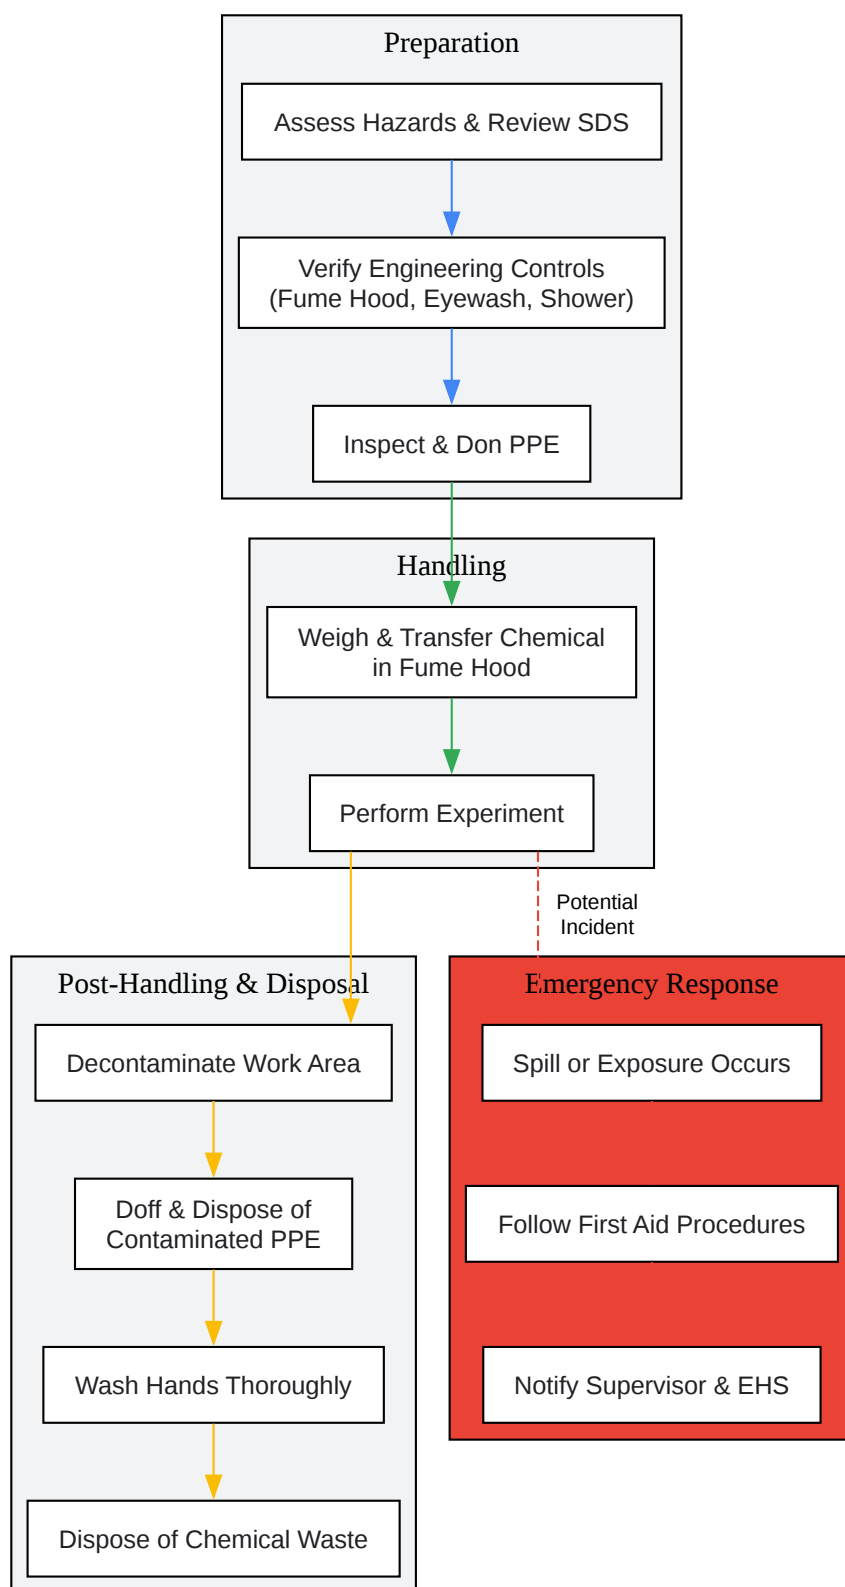 Preparation
Assess Hazards & Review SDS
Verify Engineering Controls
(Fume Hood, Eyewash, Shower)
Inspect & Don PPE
Handling
Weigh & Transfer Chemical
in Fume Hood
Perform Experiment
Potential
Incident
Post-Handling & Disposal
Decontaminate Work Area
Doff & Dispose of
Contaminated PPE
Wash Hands Thoroughly
Dispose of Chemical Waste
Emergency Response
Spill or Exposure Occurs
Follow First Aid Procedures
Notify Supervisor & EHS